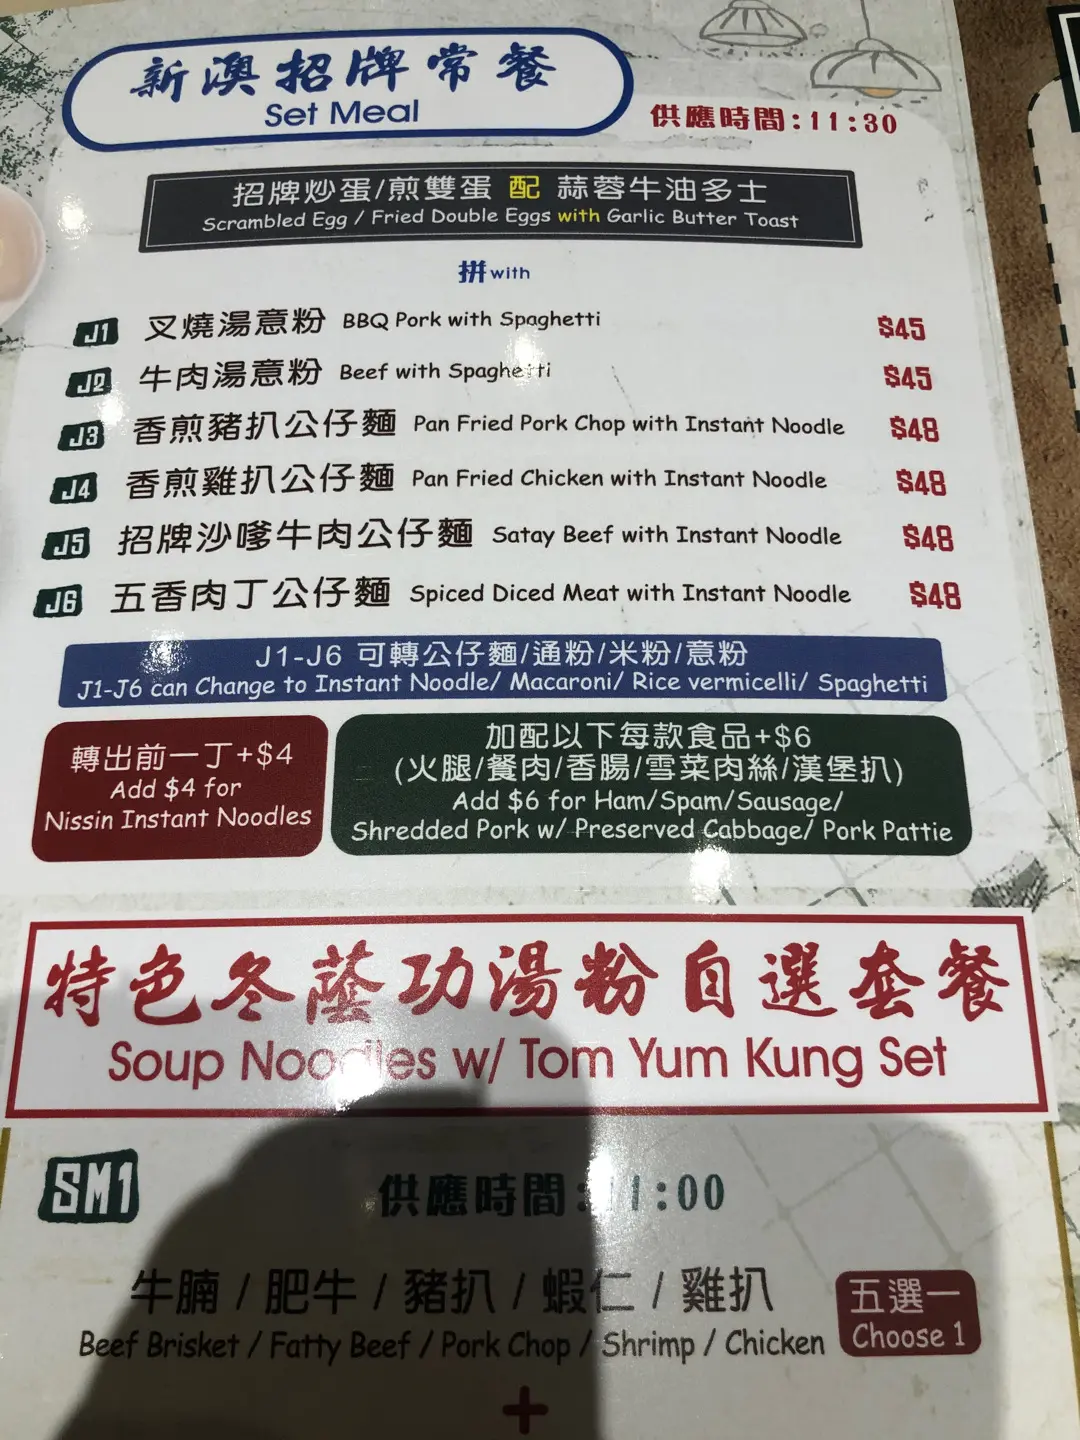 新澳招牌常餐
Set Meal
供應時間:11:30
招牌炒蛋/煎雙蛋 配 蒜蓉牛油多士
Scrambled Egg / Fried Double Eggs with Garlic Butter Toast
拼with
J1 叉燒湯意粉 BBQ Pork with Spaghetti $45
J2 牛肉湯意粉 Beef with Spaghetti $45
J3 香煎豬扒公仔麵 Pan Fried Pork Chop with Instant Noodle $48
J4 香煎雞扒公仔麵 Pan Fried Chicken with Instant Noodle $48
J5 招牌沙嗲牛肉公仔麵 Satay Beef with Instant Noodle $48
J6 五香肉丁公仔麵 Spiced Diced Meat with Instant Noodle $48
J1-J6 可轉公仔麵/通粉/米粉/意粉
J1-J6 can Change to Instant Noodle/ Macaroni/ Rice vermicelli/ Spaghetti
轉出前一丁+$4
Add $4 for
Nissin Instant Noodles
加配以下每款食品+$6
(火腿/餐肉/香腸/雪菜肉絲/漢堡扒)
Add $6 for Ham/Spam/Sausage/
Shredded Pork w/ Preserved Cabbage/ Pork Pattie
特色冬蔭功湯粉自選套餐
Soup Noodles w/ Tom Yum Kung Set
SM1 供應時間:11:00
牛腩 / 肥牛 / 豬扒 / 蝦仁 / 雞扒 五選一
Beef Brisket / Fatty Beef / Pork Chop / Shrimp / Chicken Choose 1
+